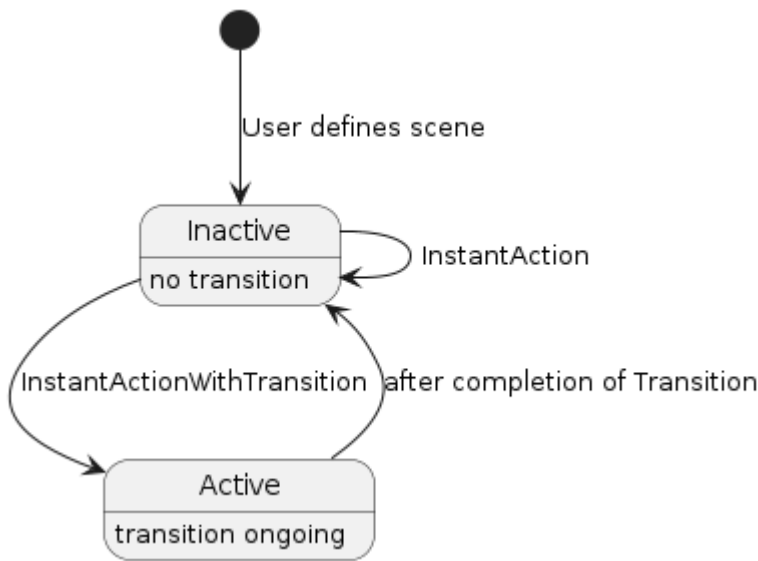 User defines scene
Inactive
no transition
InstantAction
InstantActionWithTransition
after completion of Transition
Active
transition ongoing